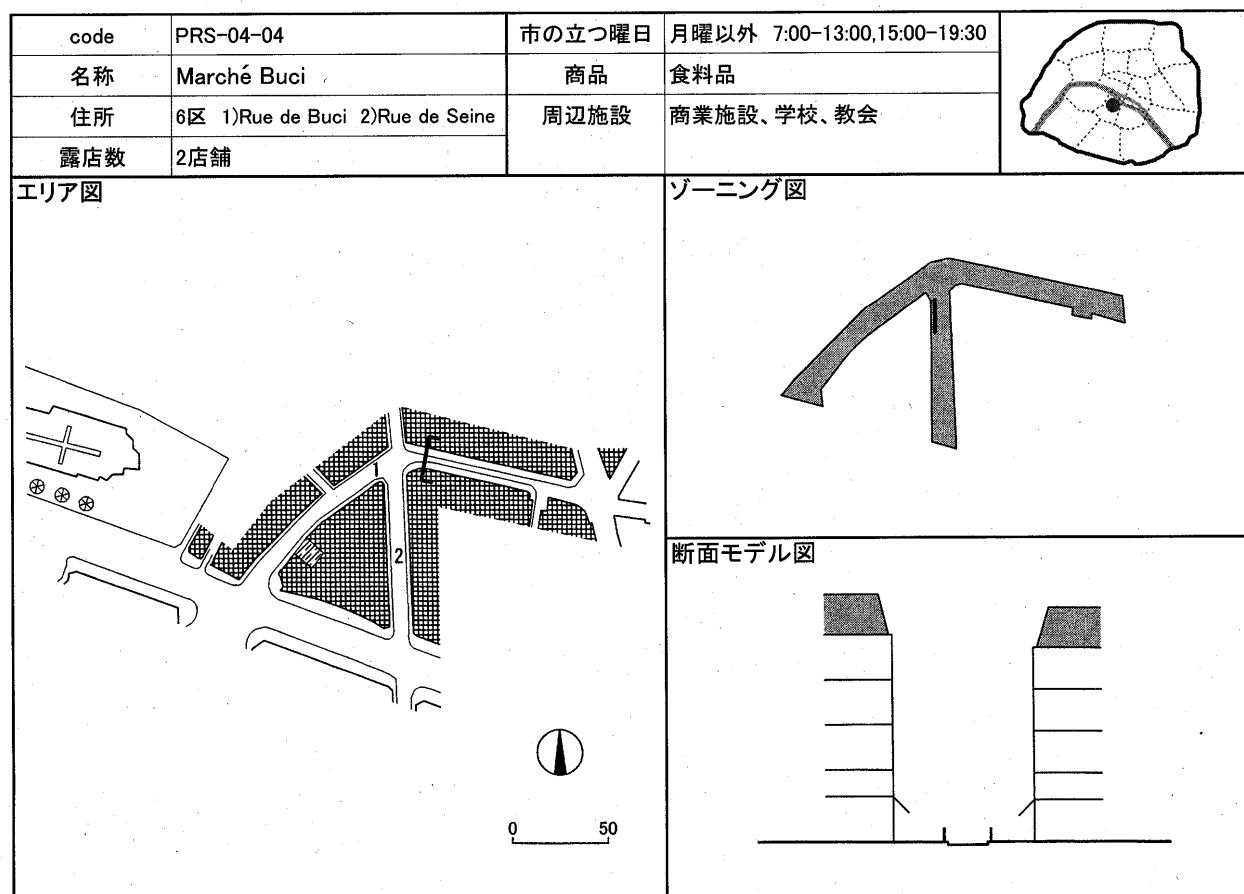 code PRS-04-04 市の立つ曜日 月曜以外 7:00-13:00,15:00-19:30
名称 Marché Buci 商品 食料品
住所 6区 1)Rue de Buci 2)Rue de Seine 周辺施設 商業施設、学校、教会
露店数 2店舗
エリア図 ゾーニング図
1
2
断面モデル図
0 50